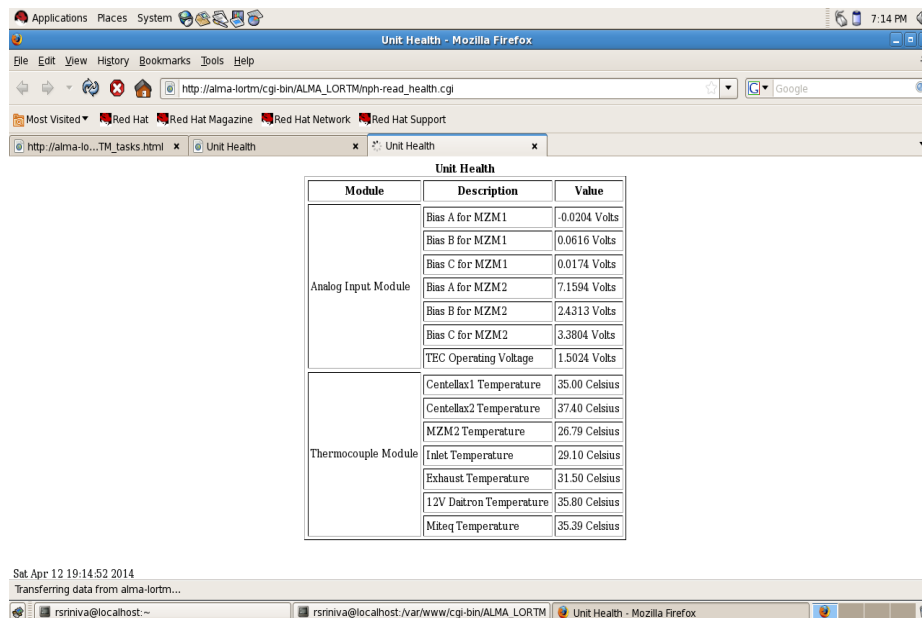 Applications Places System 7:14 PM
Unit Health - Mozilla Firefox
File Edit View History Bookmarks Tools Help
http://alma-lortm/cgi-bin/ALMA_LORTM/nph-read_health.cgi Google
Most Visited Red Hat Red Hat Magazine Red Hat Network Red Hat Support
http://alma-lo...TM_tasks.html Unit Health Unit Health
Unit Health
Module Description Value
Analog Input Module
Bias A for MZM1 -0.0204 Volts
Bias B for MZM1 0.0616 Volts
Bias C for MZM1 0.0174 Volts
Bias A for MZM2 7.1594 Volts
Bias B for MZM2 2.4313 Volts
Bias C for MZM2 3.3804 Volts
TEC Operating Voltage 1.5024 Volts
Thermocouple Module
Centellax1 Temperature 35.00 Celsius
Centellax2 Temperature 37.40 Celsius
MZM2 Temperature 26.79 Celsius
Inlet Temperature 29.10 Celsius
Exhaust Temperature 31.50 Celsius
12V Daitron Temperature 35.80 Celsius
Miteq Temperature 35.39 Celsius
Sat Apr 12 19:14:52 2014
Transferring data from alma-lortm...
rsriniva@localhost:~ rsriniva@localhost:/var/www/cgi-bin/ALMA_LORTM Unit Health - Mozilla Firefox